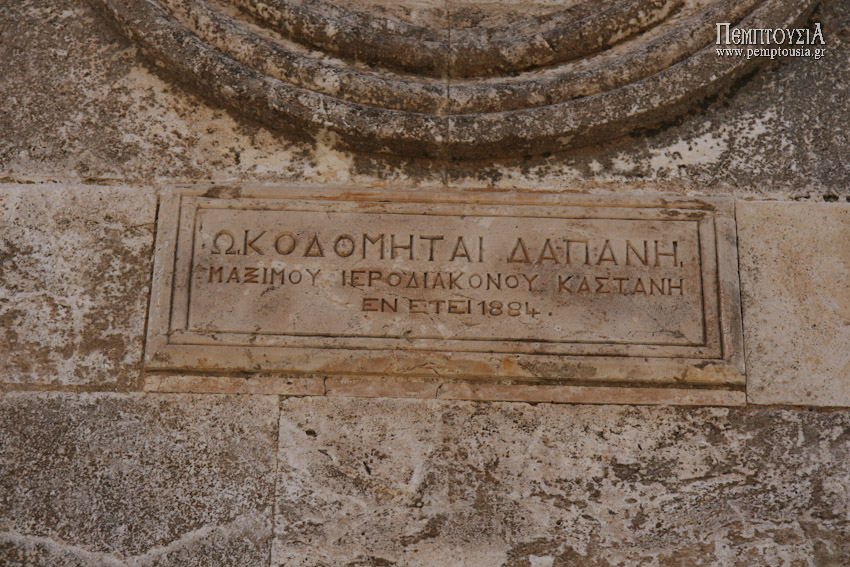 ΠΕΜΠΤΟΥΣΙΑ
www.pemptousia.gr
ΩΚΟΔΟΜΗΤΑΙ ΔΑΠΑΝΗ,
ΜΑΞΙΜΟΥ ΙΕΡΟΔΙΑΚΟΝΟΥ ΚΑΣΤΑΝΗ
ΕΝ ΕΤΕΙ 1884.